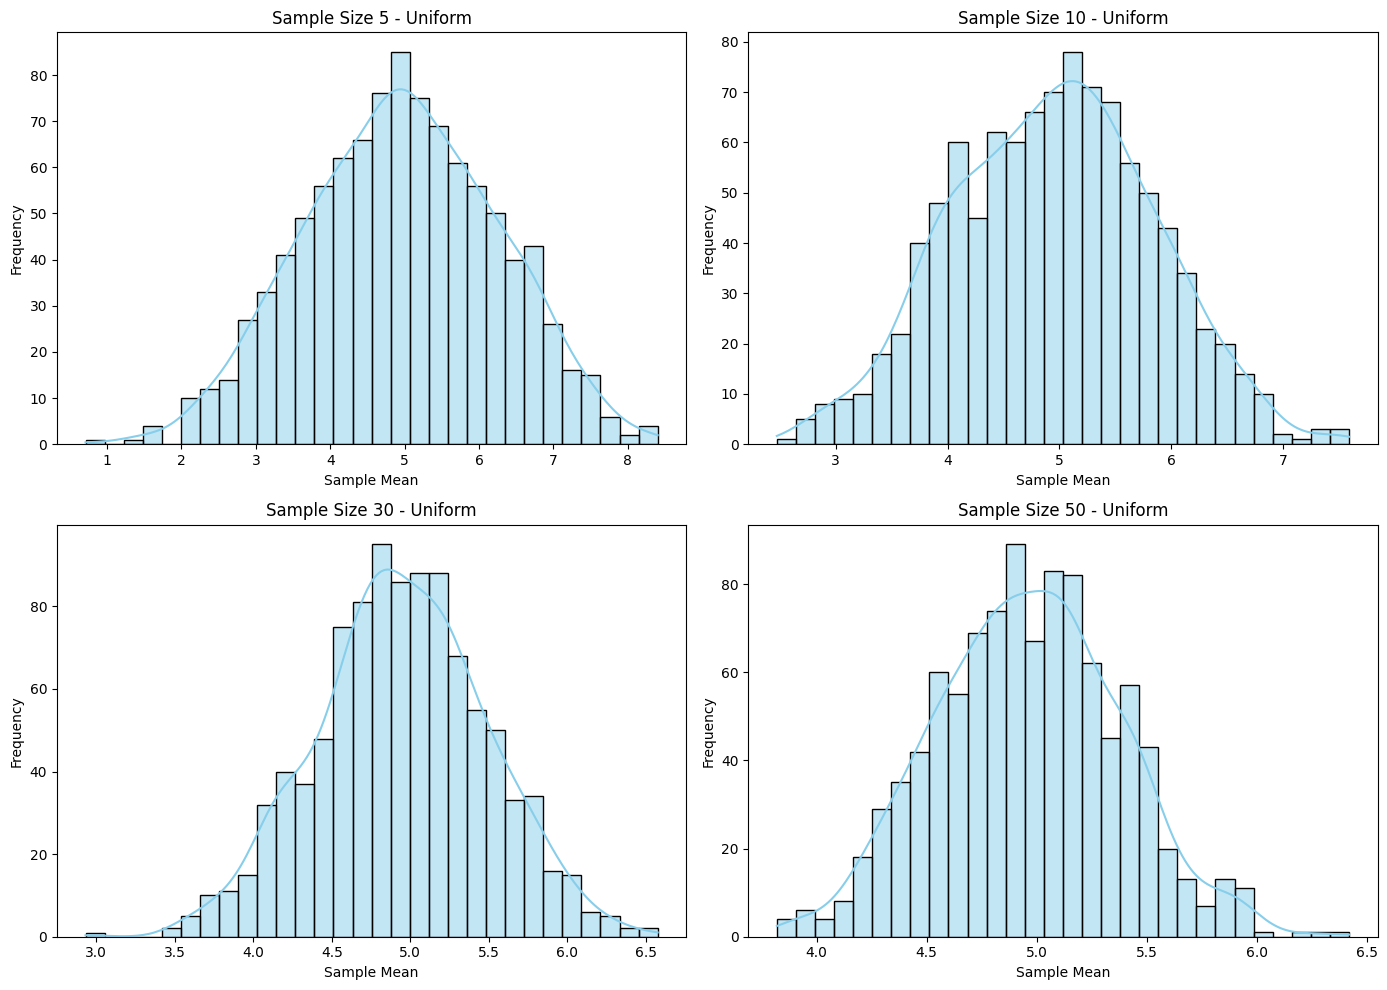 Sample Size 5 - Uniform
Frequency
80
70
60
50
40
30
20
10
0
1 2 3 4 5 6 7 8
Sample Mean
Sample Size 10 - Uniform
Frequency
80
70
60
50
40
30
20
10
0
3 4 5 6 7
Sample Mean
Sample Size 30 - Uniform
Frequency
80
60
40
20
0
3.0 3.5 4.0 4.5 5.0 5.5 6.0 6.5
Sample Mean
Sample Size 50 - Uniform
Frequency
80
60
40
20
0
4.0 4.5 5.0 5.5 6.0 6.5
Sample Mean